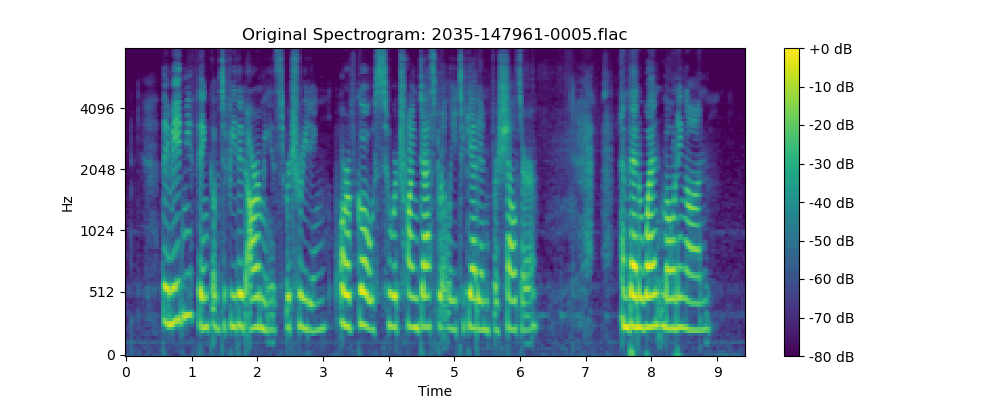 Original Spectrogram: 2035-147961-0005.flac
+0 dB
4096
-10 dB
-20 dB
2048
-30 dB
Hz
1024
-40 dB
-50 dB
512
-60 dB
-70 dB
0
-80 dB
0 1 2 3 4 5 6 7 8 9
Time